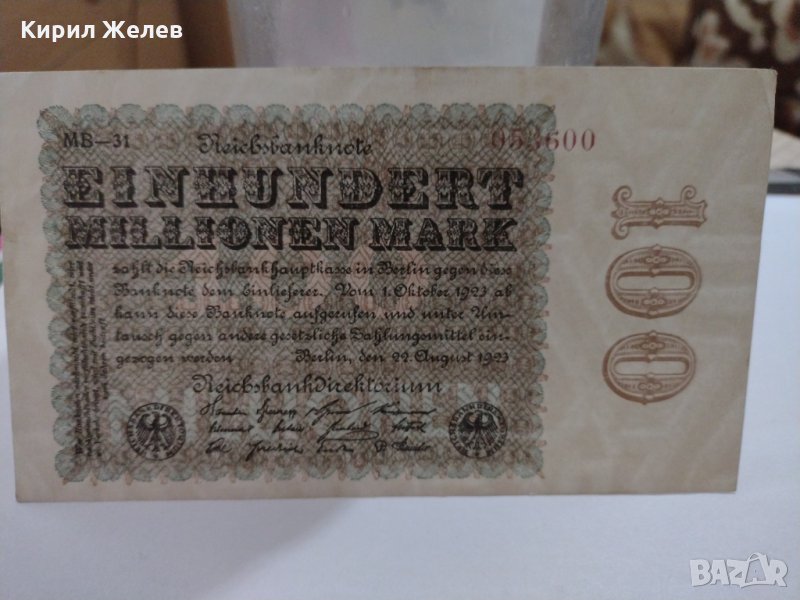 Кирил Желев
MB-31
053600
Reichsbanknote
EINHUNDERT
MILLIONEN MARK
zahlt die Reichsbankhauptkasse in Berlin gegen diese
Banknote dem Einlieferer. Vom 1. Oktober 1923 ab
kann diese Banknote aufgerufen und unter Um-
tausch gegen andere gesetzliche Zahlungsmittel ein-
gezogen werden
Berlin, den 22. August 1923
Reichsbankdirektorium
100
BAZAR